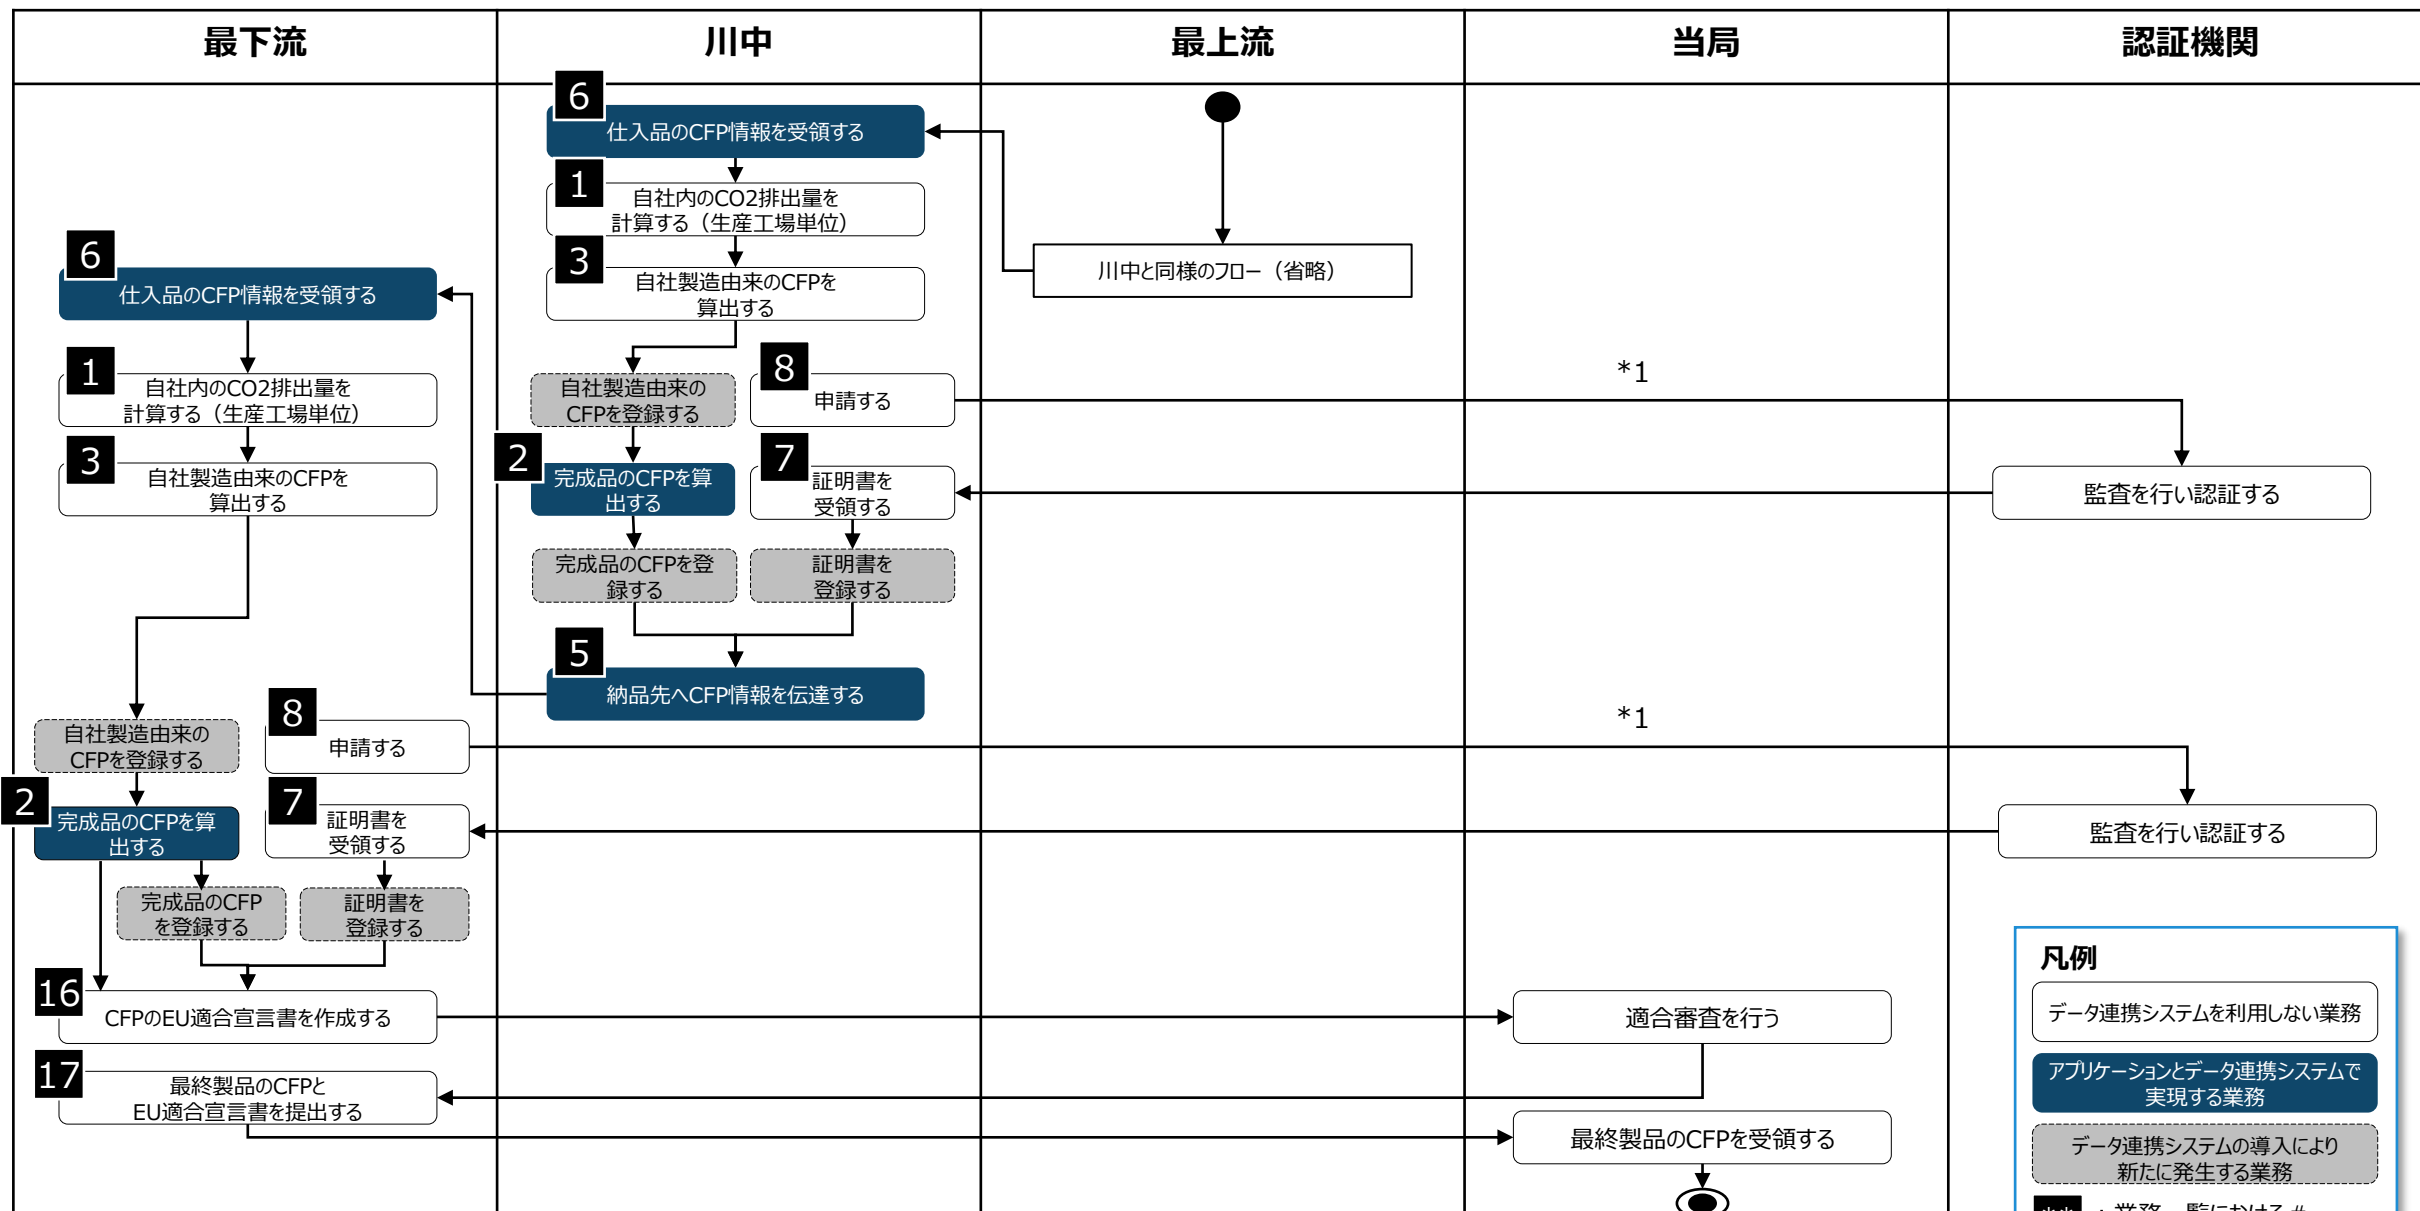 最下流
川中
最上流
当局
認証機関
6
仕入品のCFP情報を受領する
1
自社内のCO2排出量を
計算する（生産工場単位）
3
自社製造由来のCFPを
算出する
川中と同様のフロー（省略）
6
仕入品のCFP情報を受領する
1
自社内のCO2排出量を
計算する（生産工場単位）
3
自社製造由来のCFPを
算出する
自社製造由来の
CFPを登録する
8
申請する
*1
2
完成品のCFPを算
出する
7
証明書を
受領する
監査を行い認証する
完成品のCFPを登
録する
証明書を
登録する
5
納品先へCFP情報を伝達する
自社製造由来の
CFPを登録する
8
申請する
*1
2
完成品のCFPを算
出する
7
証明書を
受領する
監査を行い認証する
完成品のCFP
を登録する
証明書を
登録する
16
CFPのEU適合宣言書を作成する
適合審査を行う
17
最終製品のCFPと
EU適合宣言書を提出する
最終製品のCFPを受領する
凡例
データ連携システムを利用しない業務
アプリケーションとデータ連携システムで
実現する業務
データ連携システムの導入により
新たに発生する業務
** ：業務一覧における#